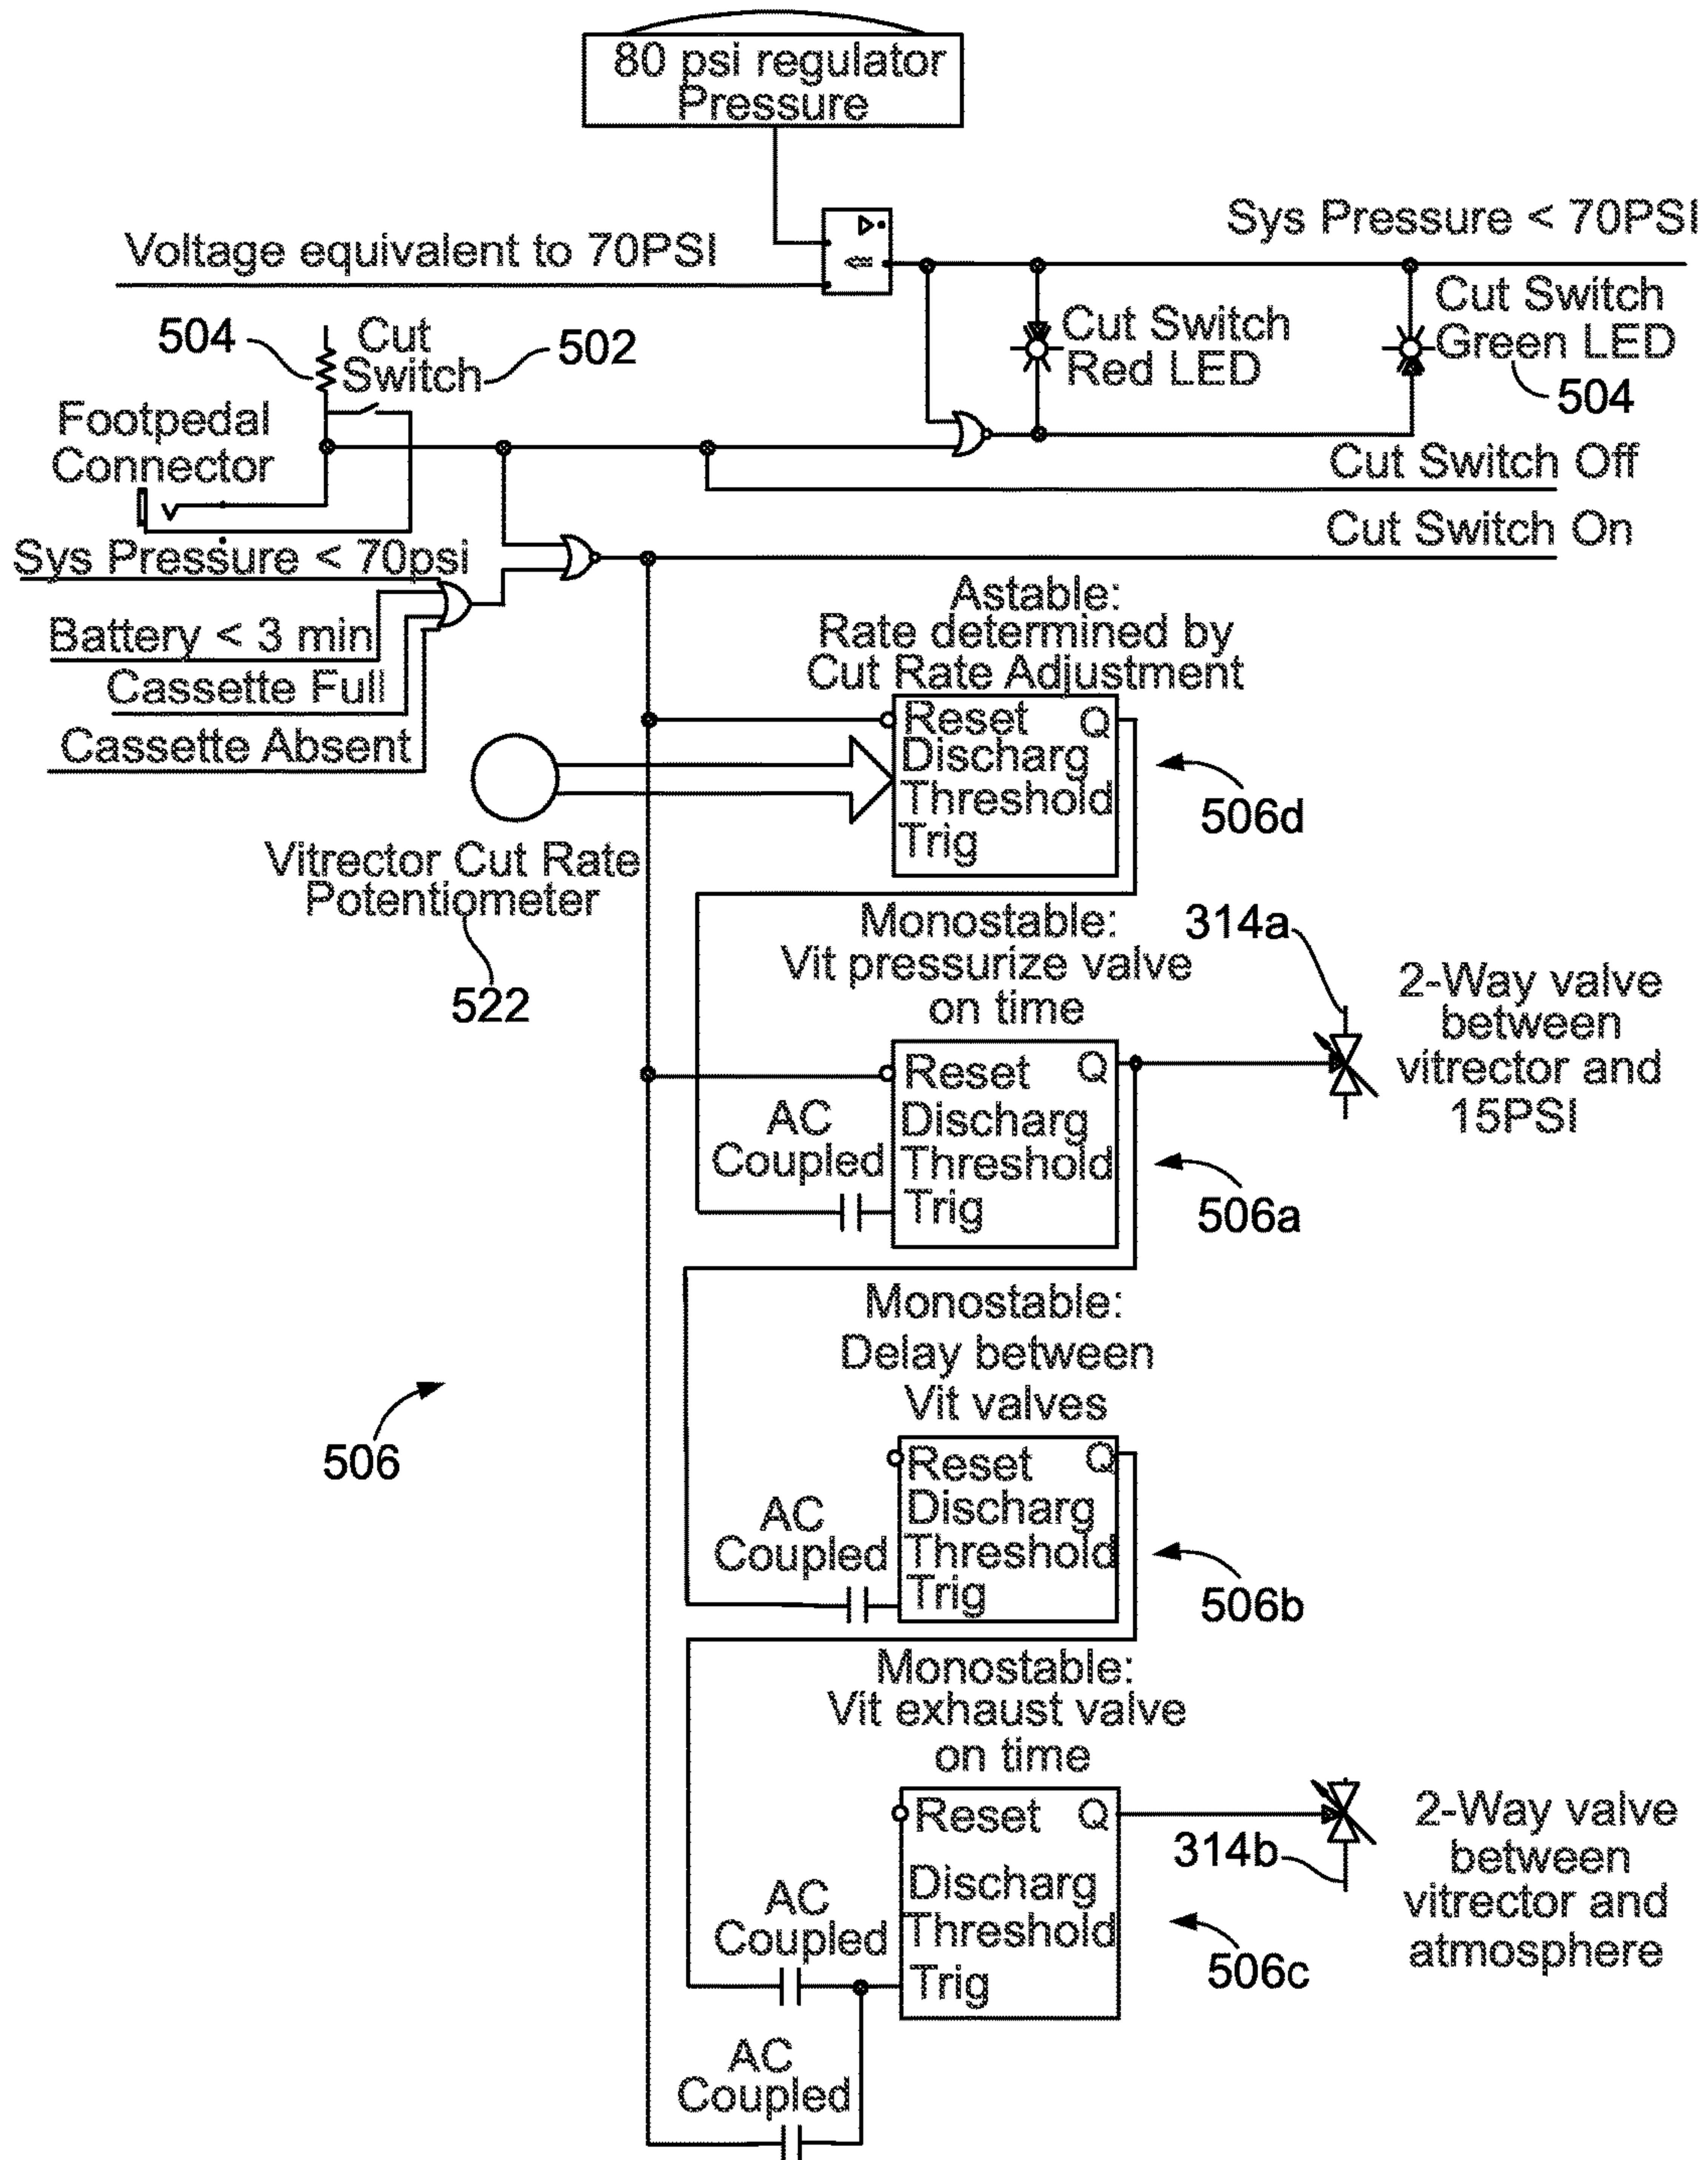 80 psi regulator
Pressure
Sys Pressure < 70PSI
Voltage equivalent to 70PSI
504
Cut
Switch
502
Cut Switch
Red LED
Cut Switch
Green LED
504
Footpedal
Connector
Cut Switch Off
Cut Switch On
Sys Pressure < 70psi
Battery < 3 min
Cassette Full
Cassette Absent
Astable:
Rate determined by
Cut Rate Adjustment
Reset Q
Discharg
Threshold
Trig
506d
Vitrector Cut Rate
Potentiometer
522
Monostable:
Vit pressurize valve
on time
314a
2-Way valve
between
vitrector and
15PSI
Reset Q
Discharg
Threshold
Trig
AC
Coupled
506a
Monostable:
Delay between
Vit valves
506
Reset Q
Discharg
Threshold
Trig
AC
Coupled
506b
Monostable:
Vit exhaust valve
on time
Reset Q
Discharg
Threshold
Trig
314b
2-Way valve
between
vitrector and
atmosphere
AC
Coupled
506c
AC
Coupled